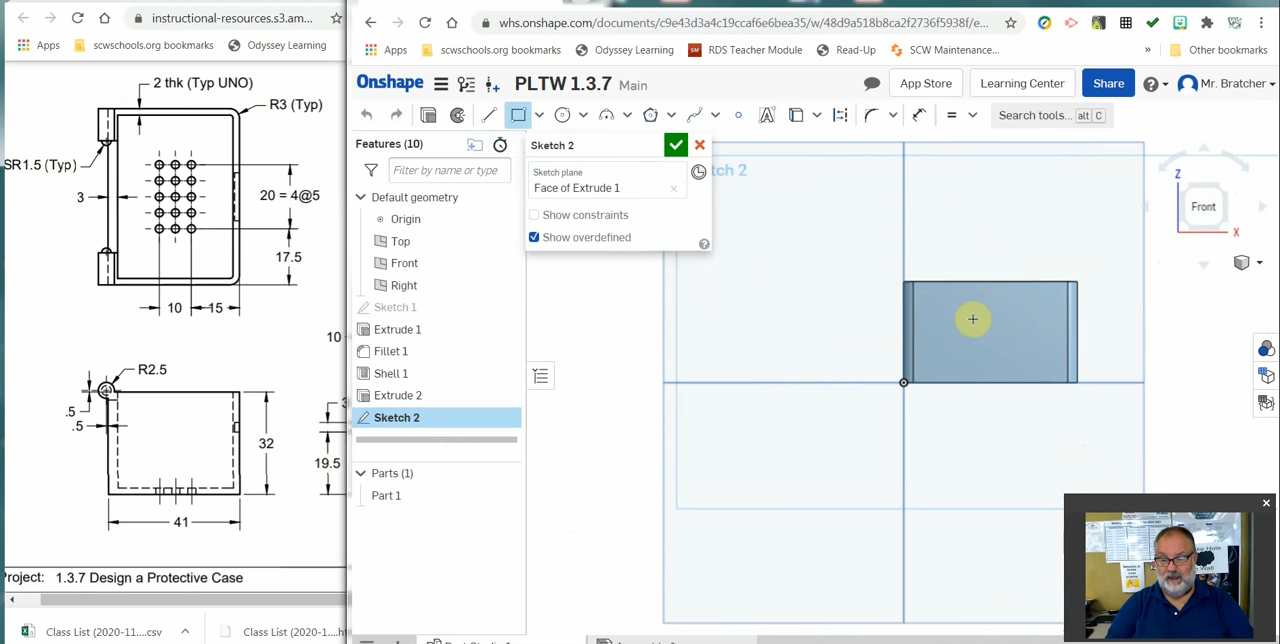 instructional-resources.s3.am...
whs.onshape.com/documents/c9e43d3a4c19ccaf6e6bea35/w/48d9a518b8ca2f2736f5938f/e...
Apps
scwschools.org bookmarks
Odyssey Learning
Apps
scwschools.org bookmarks
Odyssey Learning
SM
RDS Teacher Module
Read-Up
SCW Maintenance...
»
Other bookmarks
Onshape
PLTW 1.3.7 Main
App Store
Learning Center
Share
Mr. Bratcher
Search tools... alt C
Features (10)
Filter by name or type
Default geometry
Origin
Top
Front
Right
Sketch 1
Extrude 1
Fillet 1
Shell 1
Extrude 2
Sketch 2
Parts (1)
Part 1
Sketch 2
Sketch plane
Face of Extrude 1
Show constraints
Show overdefined
ch 2
Z
Front
X
2 thk (Typ UNO)
R3 (Typ)
SR1.5 (Typ)
3
20 = 4@5
17.5
10
15
10
R2.5
.5
.5
32
19.5
41
Project: 1.3.7 Design a Protective Case
Class List (2020-11....csv
Class List (2020-1....ht